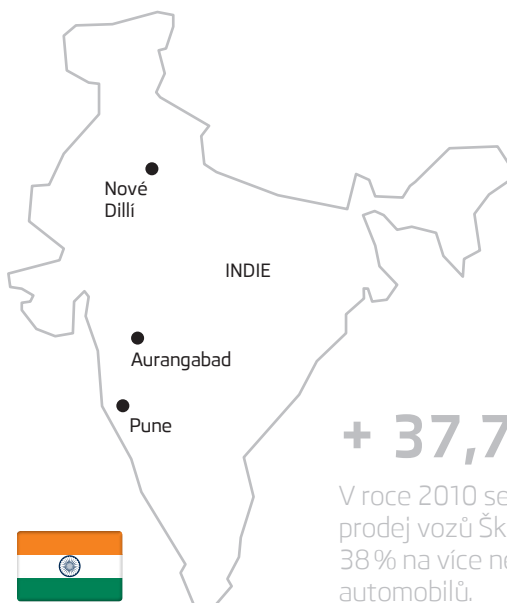 Nové
Dillí
INDIE
Aurangabad
Pune
+ 37,7
V roce 2010 se
prodej vozů
38 % na více
automobilů.